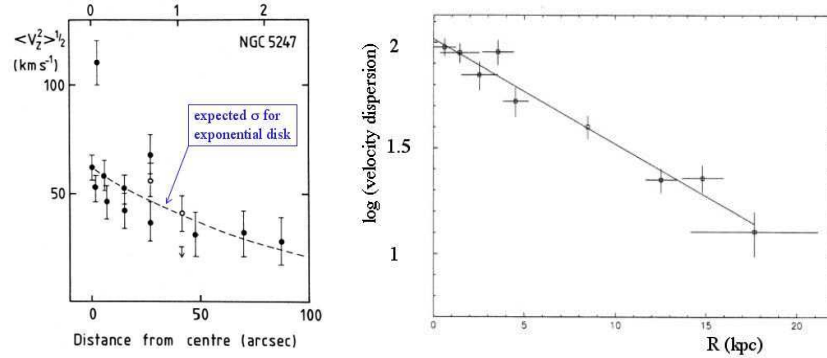 0 1 2
<V_Z^2>^1/2
(km s⁻¹)
NGC 5247
100
50
expected σ for
exponential disk
0 50 100
Distance from centre (arcsec)
log (velocity dispersion)
2
1.5
1
0 5 10 15 20
R (kpc)